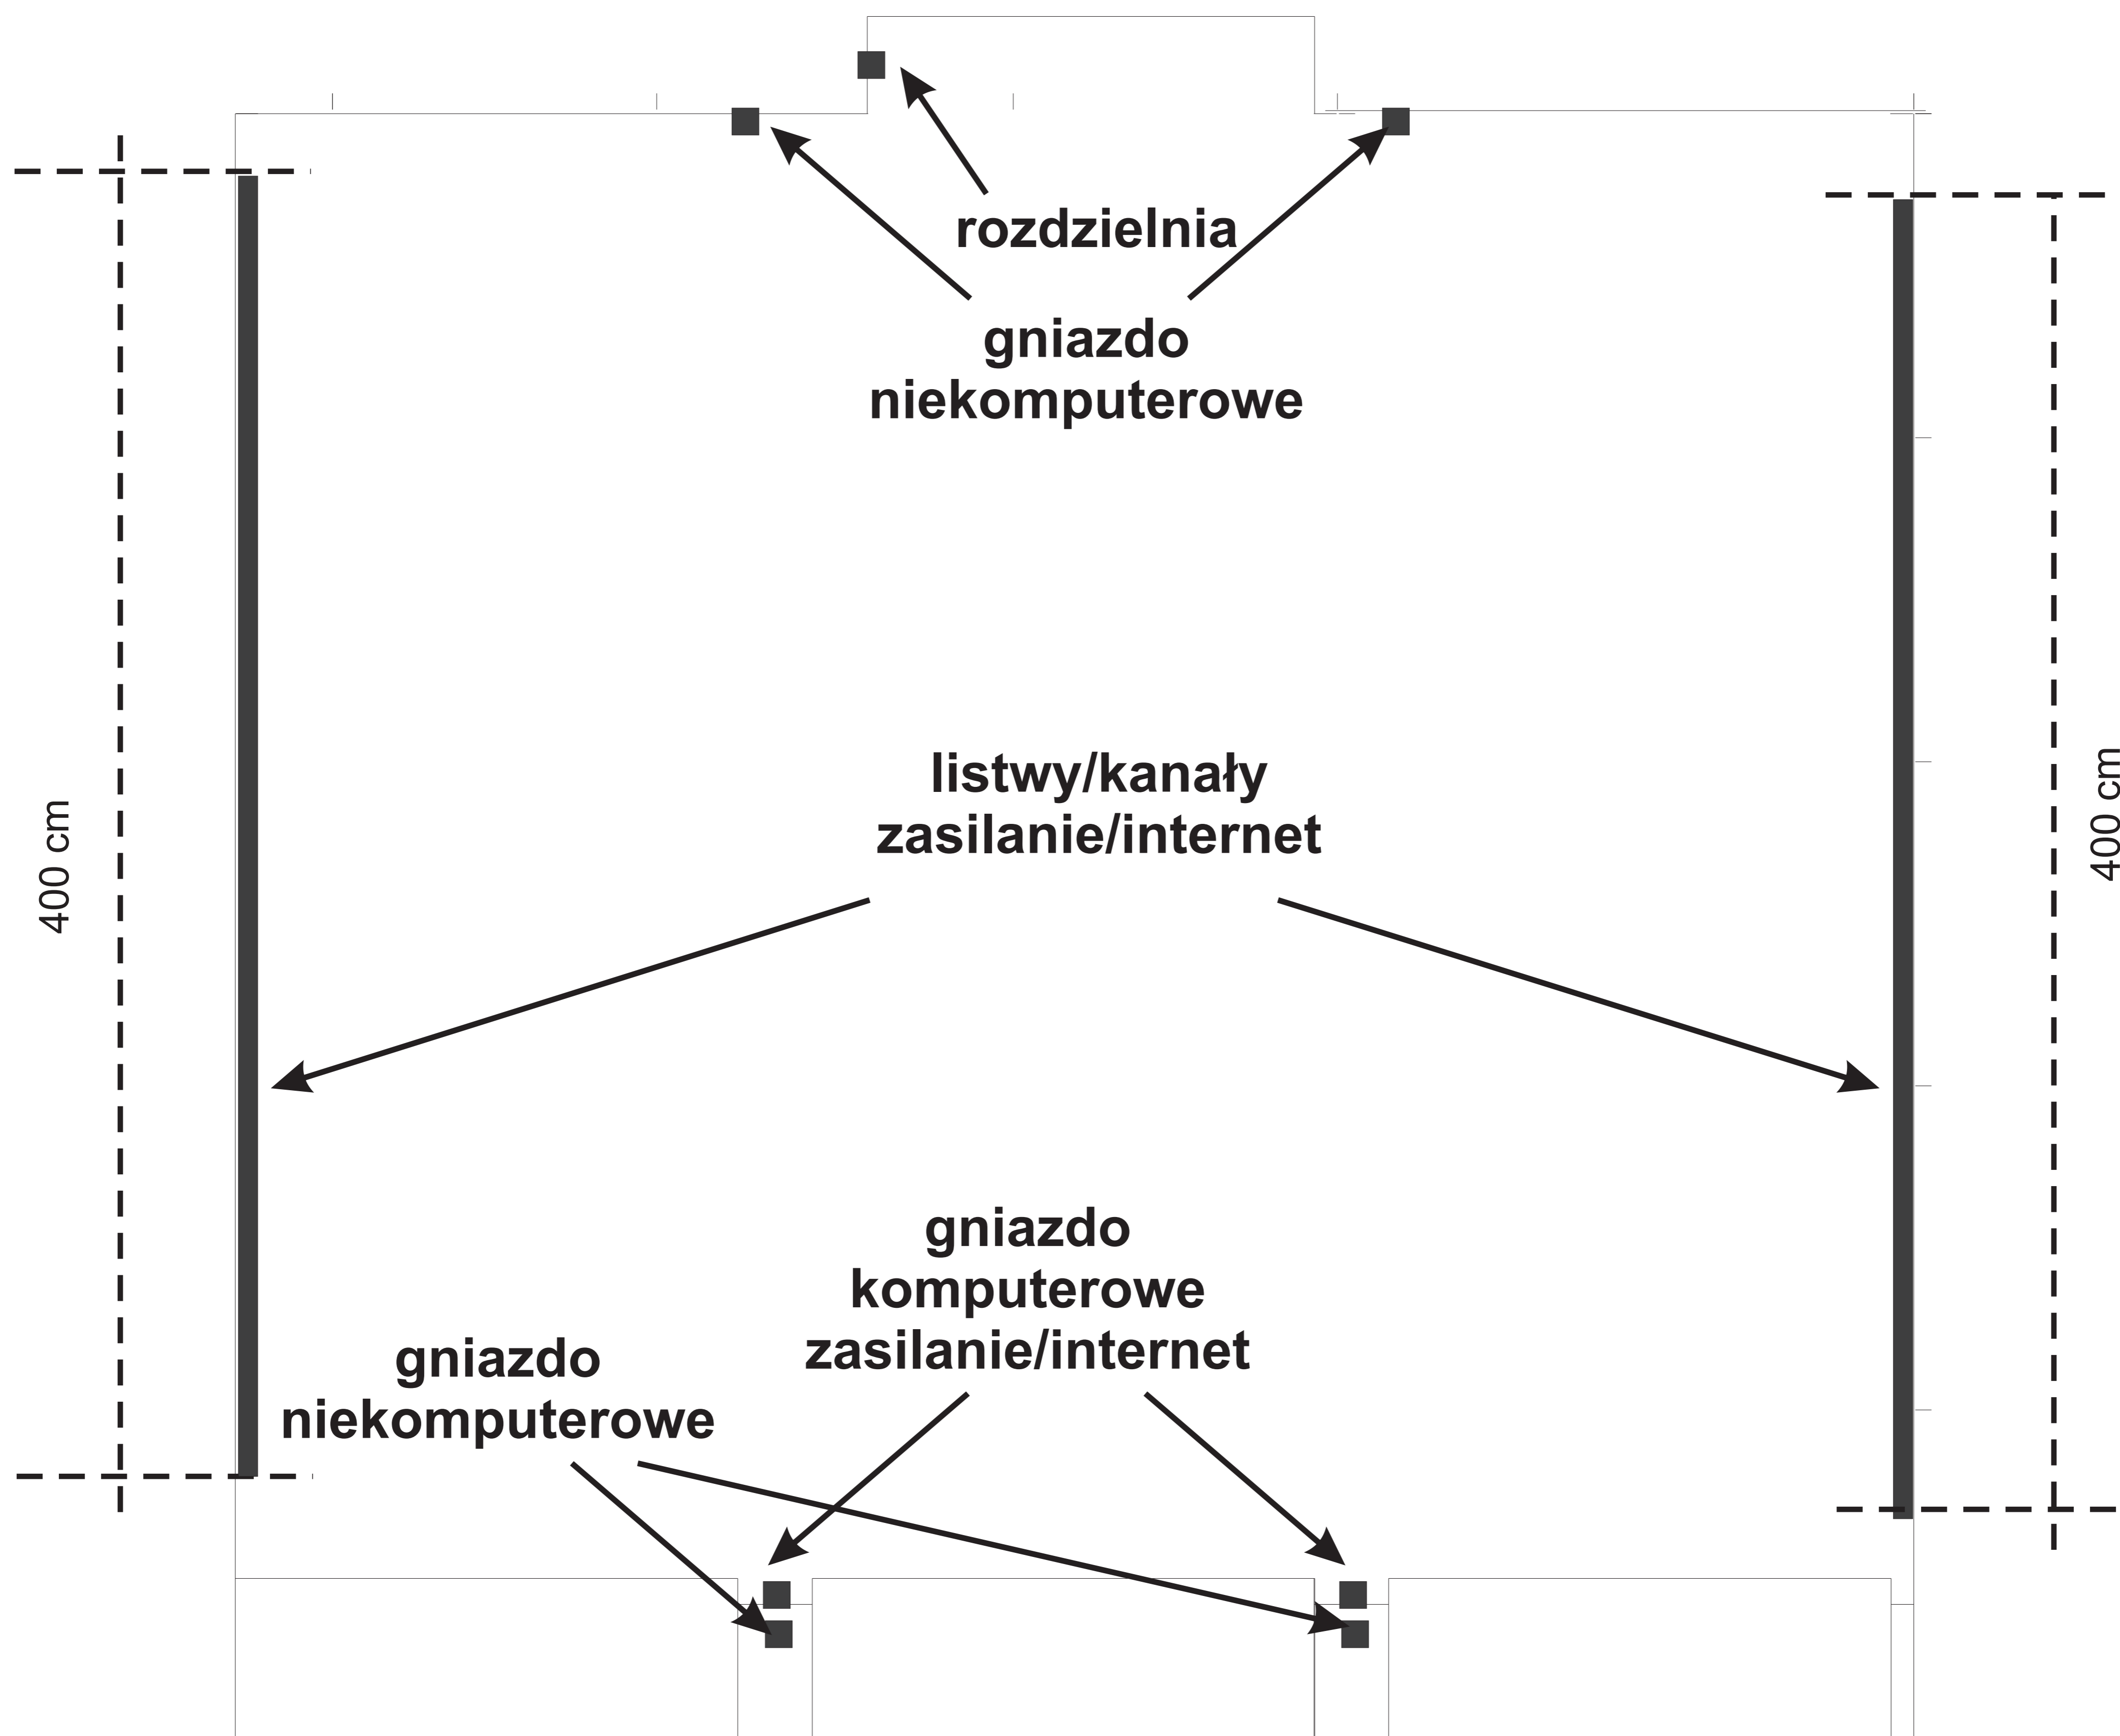 rozdzielnia
gniazdo
niekomputerowe
listwy/kanały
zasilanie/internet
400 cm
400 cm
gniazdo
komputerowe
zasilanie/internet
gniazdo
niekomputerowe